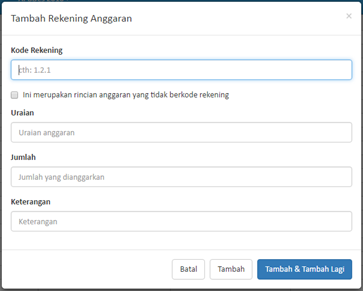 Tambah Rekening Anggaran
×
Kode Rekening
cth: 1.2.1
Ini merupakan rincian anggaran yang tidak berkode rekening
Uraian
Uraian anggaran
Jumlah
Jumlah yang dianggarkan
Keterangan
Keterangan
Batal
Tambah
Tambah & Tambah Lagi